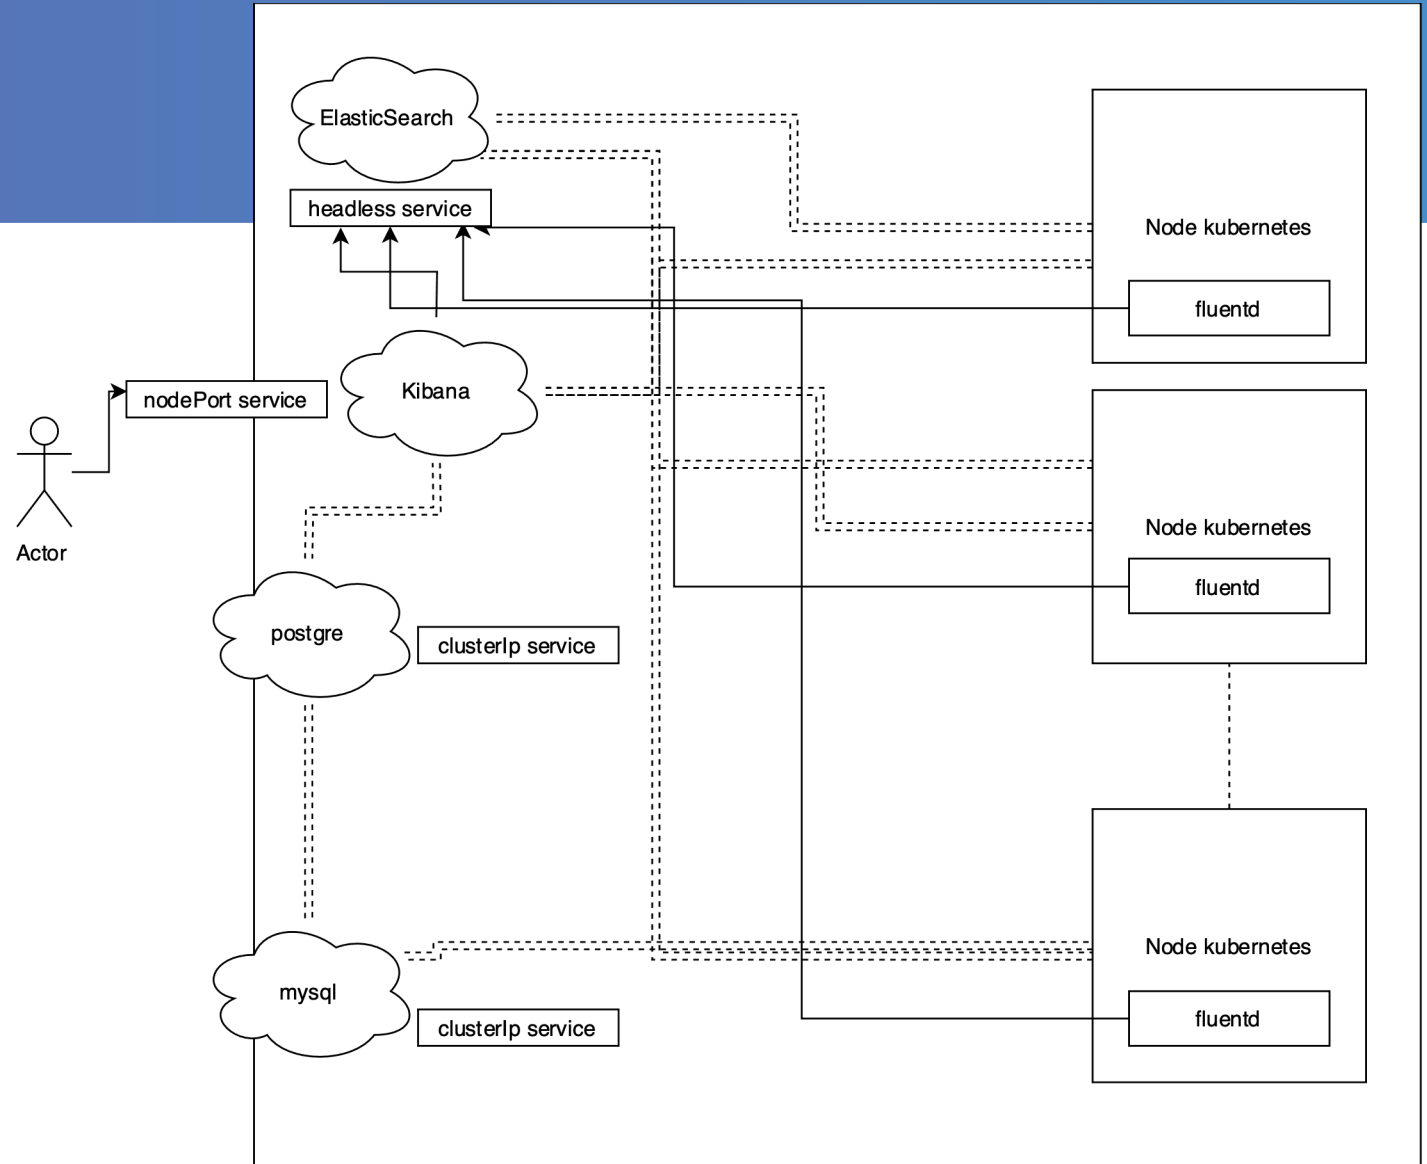 ElasticSearch
headless service
Node kubernetes
fluentd
Kibana
nodePort service
Actor
Node kubernetes
fluentd
postgre
clusterIp service
Node kubernetes
fluentd
mysql
clusterIp service